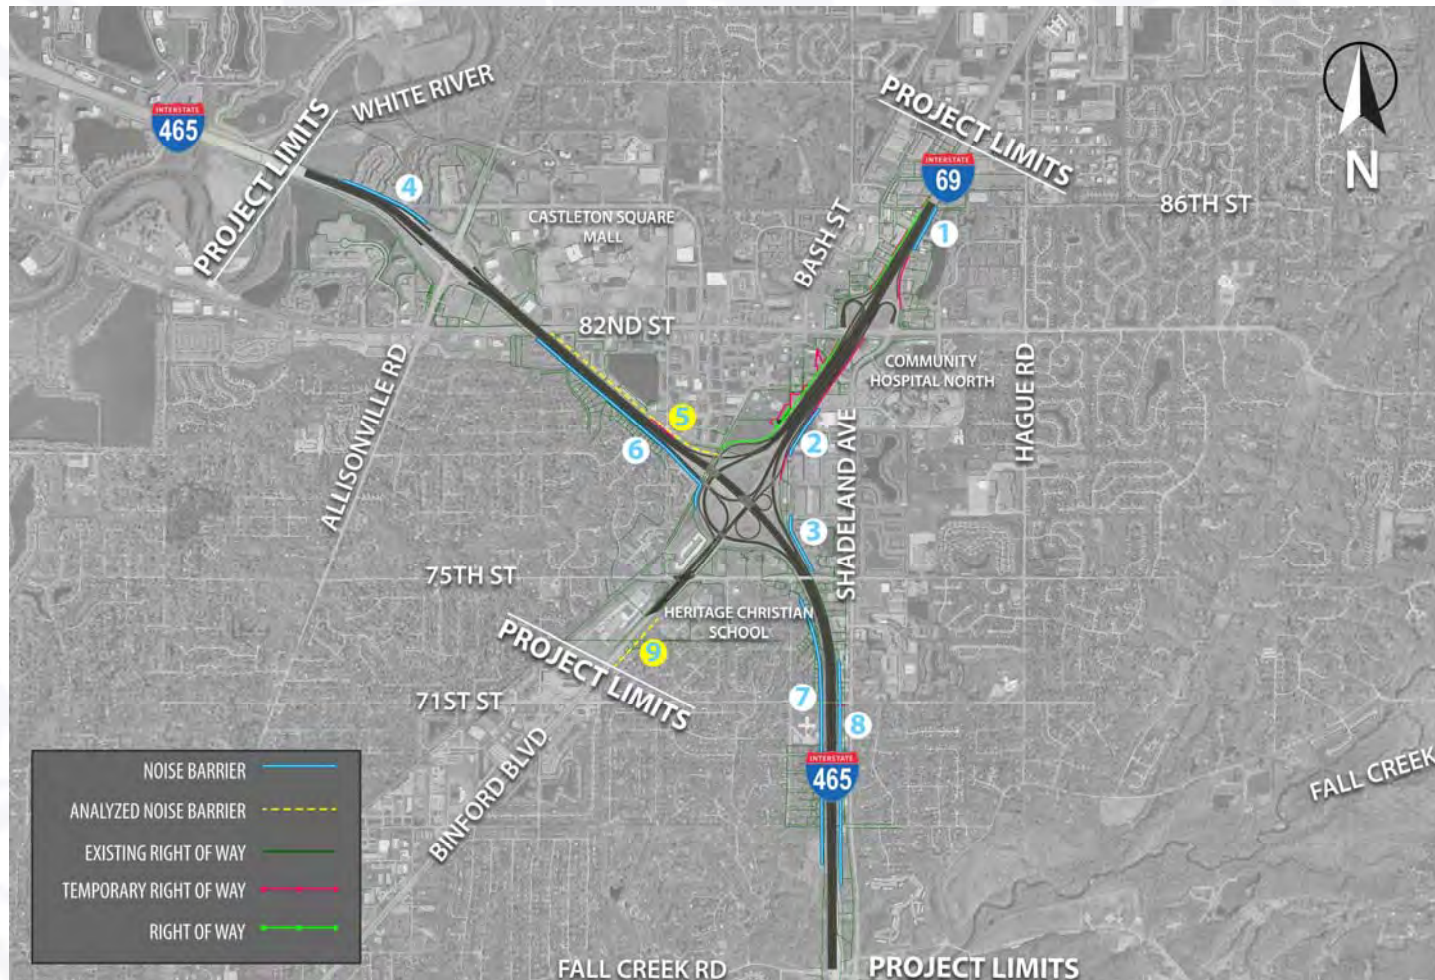 WHITE RIVER
INTERSTATE
465
PROJECT LIMITS
4
CASTLETON SQUARE
MALL
BASH ST
PROJECT LIMITS
INTERSTATE
69
N
86TH ST
1
82ND ST
ALLISONVILLE RD
COMMUNITY
HOSPITAL NORTH
HAGUE RD
5
6
2
SHADELAND AVE
3
75TH ST
HERITAGE CHRISTIAN
SCHOOL
PROJECT LIMITS
9
71ST ST
7
8
BINFORD BLVD
INTERSTATE
465
FALL CREEK
NOISE BARRIER
ANALYZED NOISE BARRIER
EXISTING RIGHT OF WAY
TEMPORARY RIGHT OF WAY
RIGHT OF WAY
FALL CREEK RD
PROJECT LIMITS